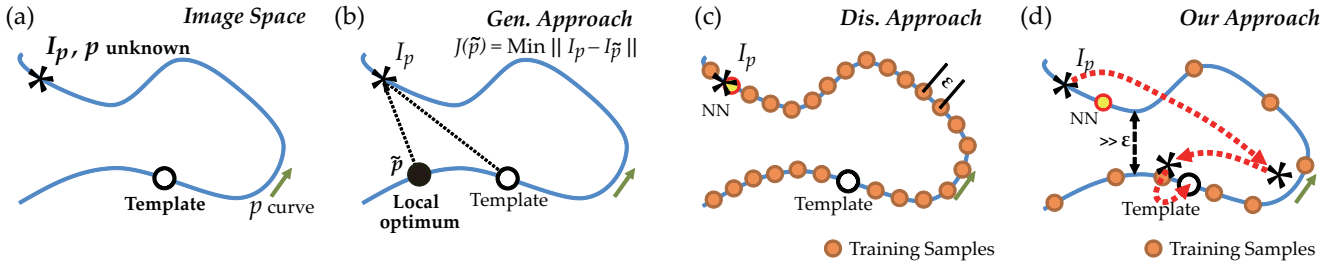 (a)
Image Space
I_p, p unknown
Template
p curve
(b)
Gen. Approach
J(p̃) = Min || I_p – I_p̃ ||
I_p
p̃
Local
optimum
Template
(c)
Dis. Approach
I_p
NN
ε
Template
Training Samples
(d)
Our Approach
I_p
NN
>> ε
Template
Training Samples